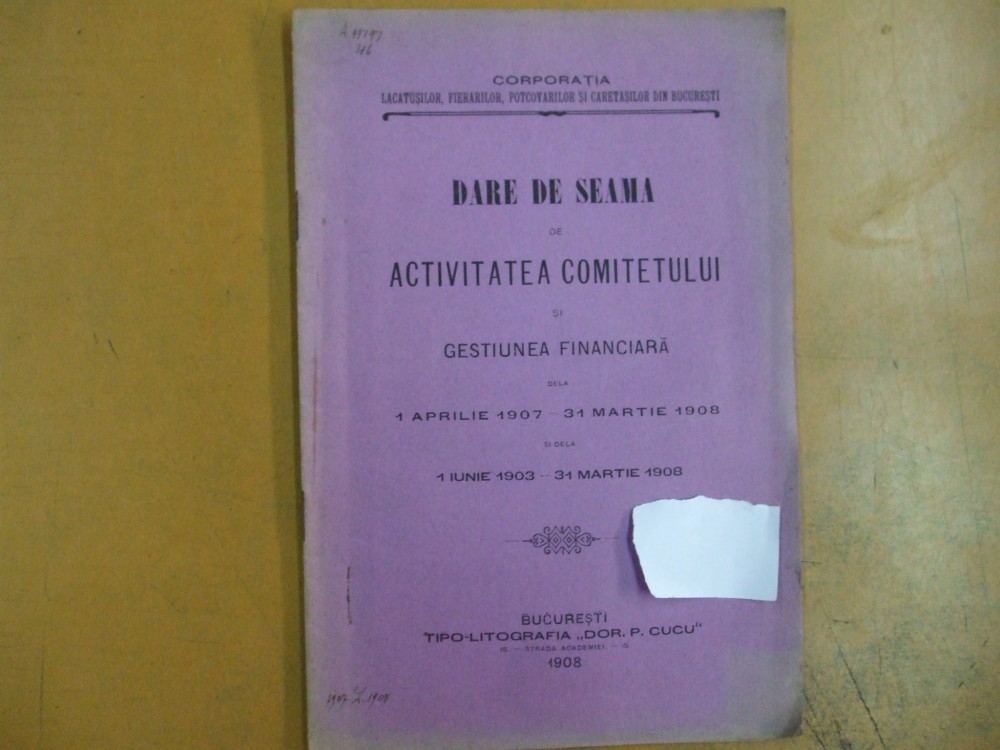 A 19197
46
CORPORAȚIA
LACATUȘILOR, FIERARILOR, POTCOVARILOR ȘI CARETAȘILOR DIN BUCUREȘTI
DARE DE SEAMA
DE
ACTIVITATEA COMITETULUI
ȘI
GESTIUNEA FINANCIARĂ
DELA
1 APRILIE 1907 — 31 MARTIE 1908
ȘI DELA
1 IUNIE 1903 — 31 MARTIE 1908
BUCUREȘTI
TIPO-LITOGRAFIA „DOR. P. CUCU“
— STRADA ACADEMIEI —
1908